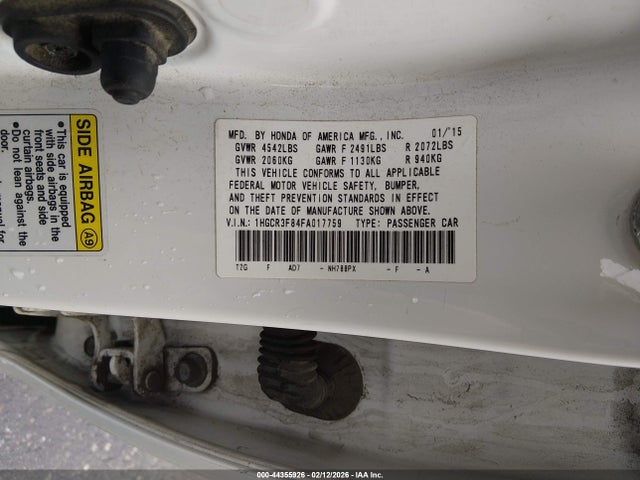 SIDE AIRBAG A9
•This car is equipped
with side airbags in
front seats and side
curtain airbags.
•Do not lean against the
door.
manual for
MFD. BY HONDA OF AMERICA MFG., INC. 01/'15
GVWR 4542LBS GAWR F 2491LBS R 2072LBS
GVWR 2060KG GAWR F 1130KG R 940KG
THIS VEHICLE CONFORMS TO ALL APPLICABLE
FEDERAL MOTOR VEHICLE SAFETY, BUMPER,
AND THEFT PREVENTION STANDARDS IN EFFECT
ON THE DATE OF MANUFACTURE SHOWN ABOVE.
V.I.N.: 1HGCR3F84FA017759 TYPE: PASSENGER CAR
T2G F AD7 - NH788PX - F - A
000-44355926 - 02/12/2026 - IAA Inc.